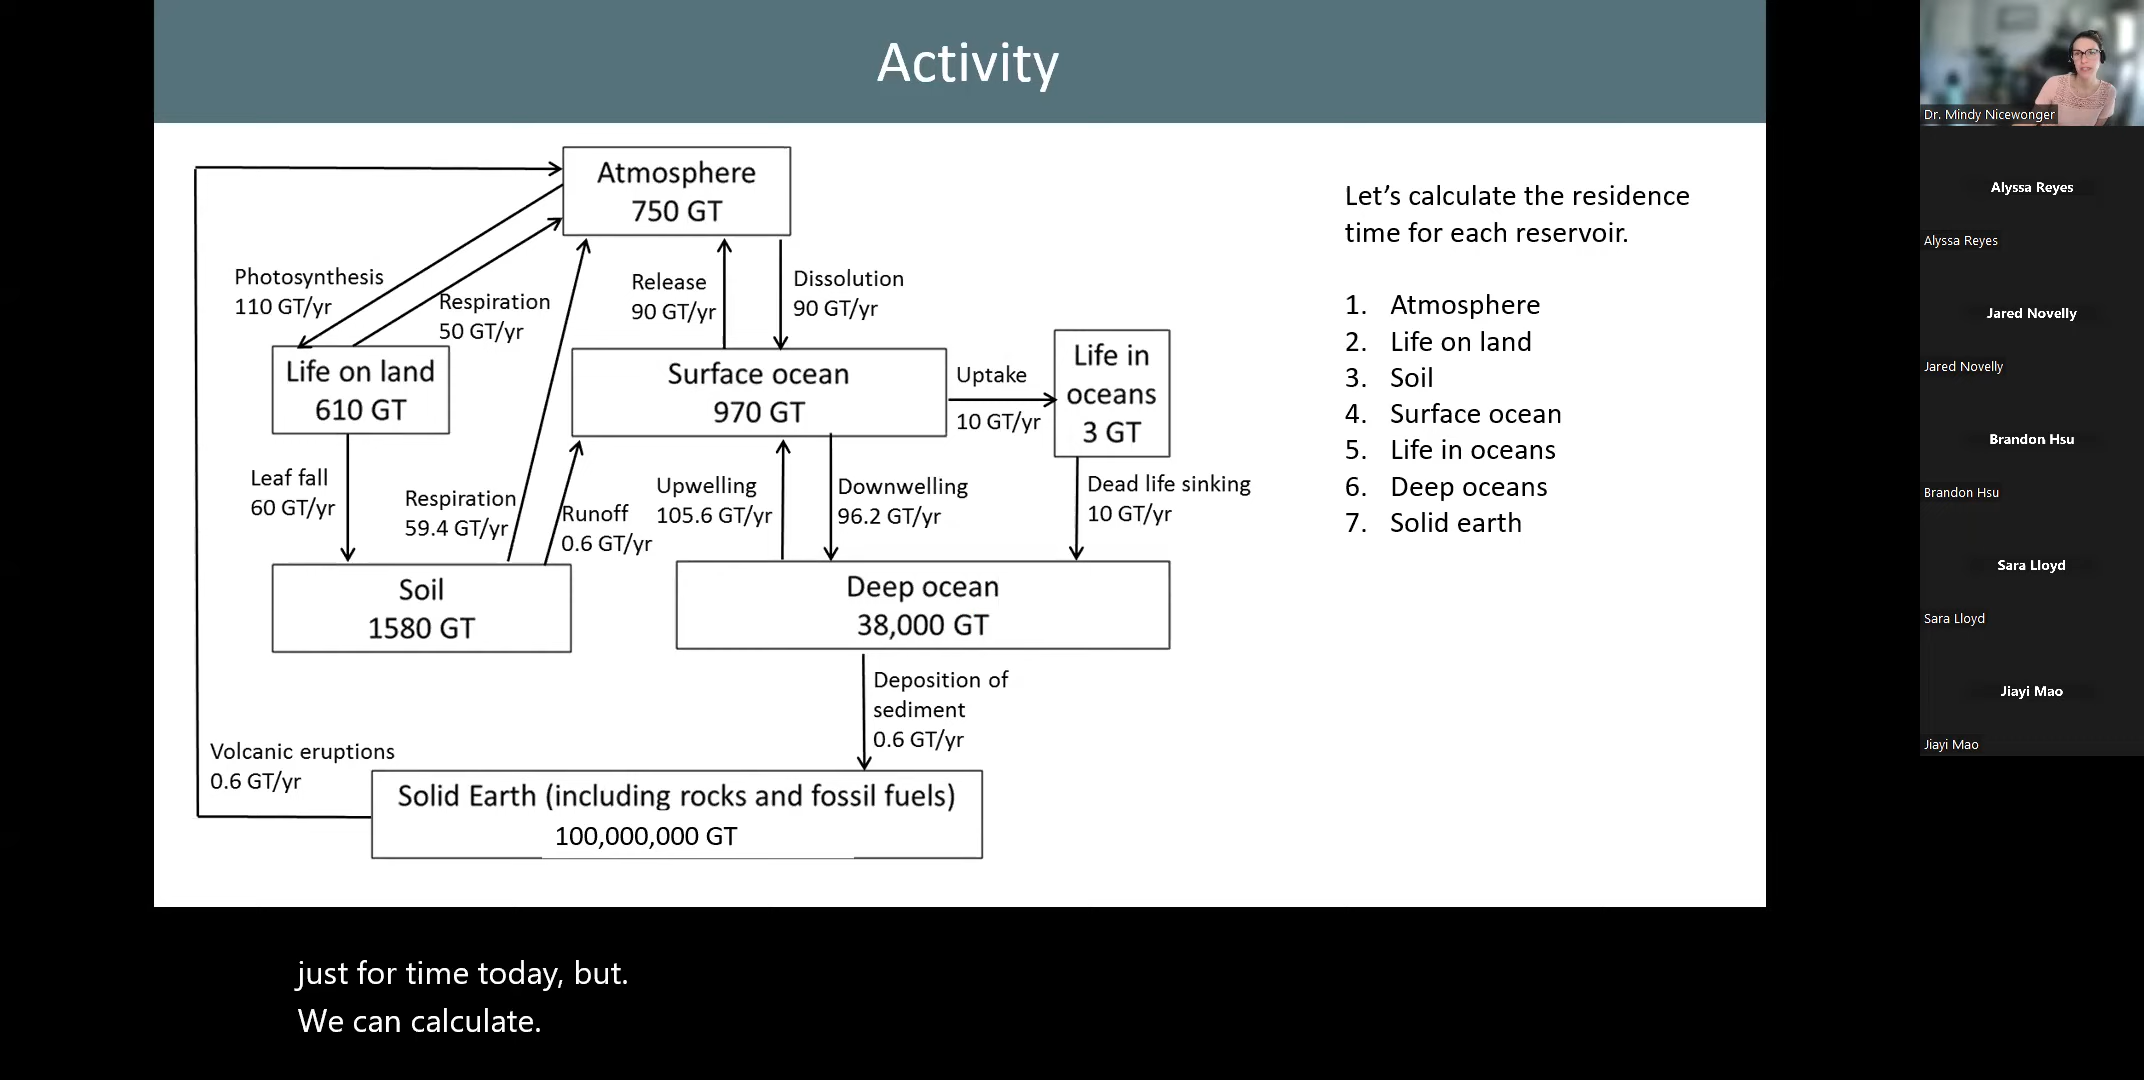 Activity
Atmosphere
750 GT
Photosynthesis
110 GT/yr
Respiration
50 GT/yr
Release
90 GT/yr
Dissolution
90 GT/yr
Life on land
610 GT
Surface ocean
970 GT
Uptake
10 GT/yr
Life in
oceans
3 GT
Leaf fall
60 GT/yr
Respiration
59.4 GT/yr
Runoff
0.6 GT/yr
Upwelling
105.6 GT/yr
Downwelling
96.2 GT/yr
Dead life sinking
10 GT/yr
Soil
1580 GT
Deep ocean
38,000 GT
Deposition of
sediment
0.6 GT/yr
Volcanic eruptions
0.6 GT/yr
Solid Earth (including rocks and fossil fuels)
100,000,000 GT
Let’s calculate the residence
time for each reservoir.
1. Atmosphere
2. Life on land
3. Soil
4. Surface ocean
5. Life in oceans
6. Deep oceans
7. Solid earth
just for time today, but.
We can calculate.
Dr. Mindy Nicewonger
Alyssa Reyes
Alyssa Reyes
Jared Novelly
Jared Novelly
Brandon Hsu
Brandon Hsu
Sara Lloyd
Sara Lloyd
Jiayi Mao
Jiayi Mao